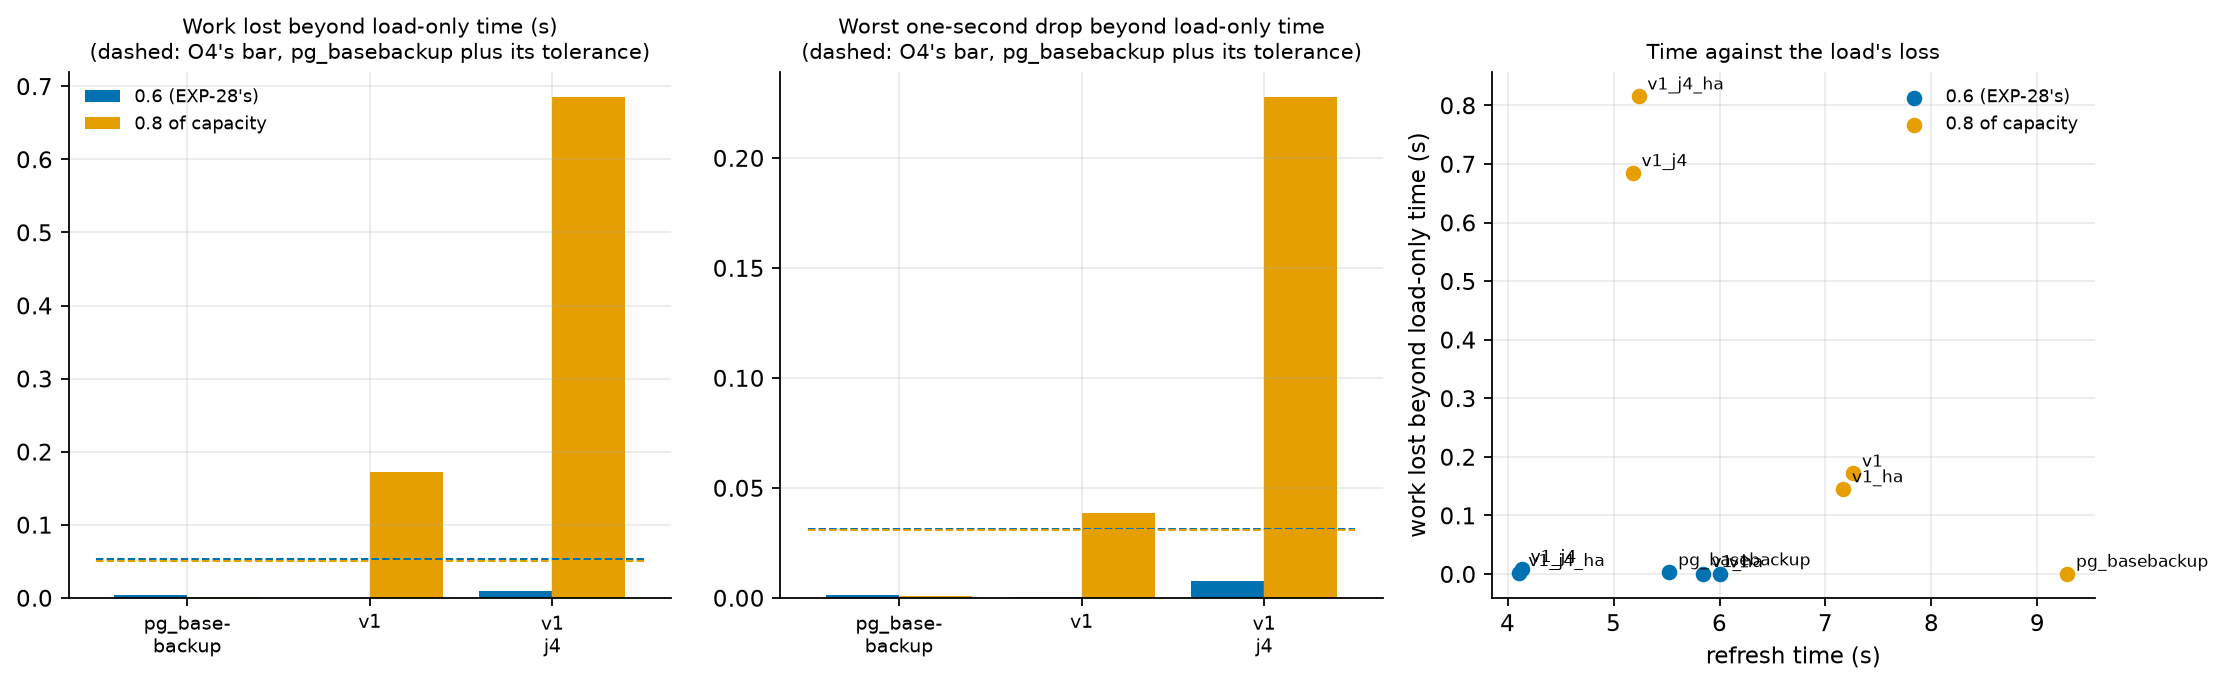 Work lost beyond load-only time (s)
(dashed: O4's bar, pg_basebackup plus its tolerance)
0.7
0.6
0.5
0.4
0.3
0.2
0.1
0.0
0.6 (EXP-28's)
0.8 of capacity
pg_base-
backup
v1
v1
j4
Worst one-second drop beyond load-only time
(dashed: O4's bar, pg_basebackup plus its tolerance)
0.20
0.15
0.10
0.05
0.00
pg_base-
backup
v1
v1
j4
Time against the load's loss
work lost beyond load-only time (s)
0.8
0.7
0.6
0.5
0.4
0.3
0.2
0.1
0.0
0.6 (EXP-28's)
0.8 of capacity
v1_j4_ha
v1_j4
v1
v1_ha
v1_j4
v1_j4_ha
pg_basebackup
pg_basebackup
4
5
6
7
8
9
refresh time (s)